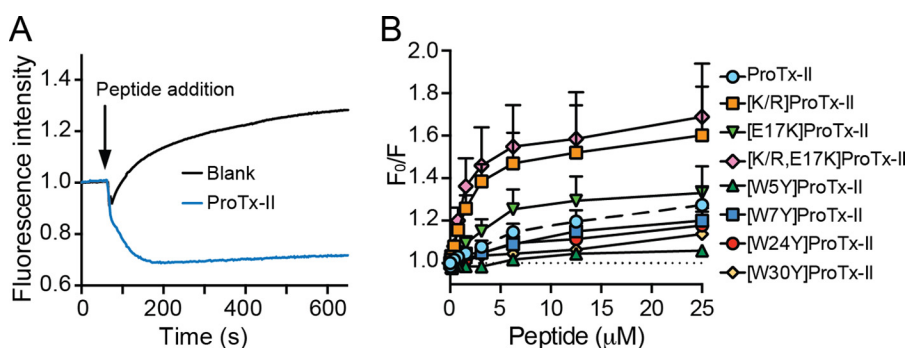 A
Fluorescence intensity
1.4
1.2
1.0
0.8
0.6
Peptide addition
Blank
ProTx-II
0
200
400
600
Time (s)
B
F0/F
2.0
1.8
1.6
1.4
1.2
1.0
0
5
10
15
20
25
Peptide (μM)
ProTx-II
[K/R]ProTx-II
[E17K]ProTx-II
[K/R,E17K]ProTx-II
[W5Y]ProTx-II
[W7Y]ProTx-II
[W24Y]ProTx-II
[W30Y]ProTx-II